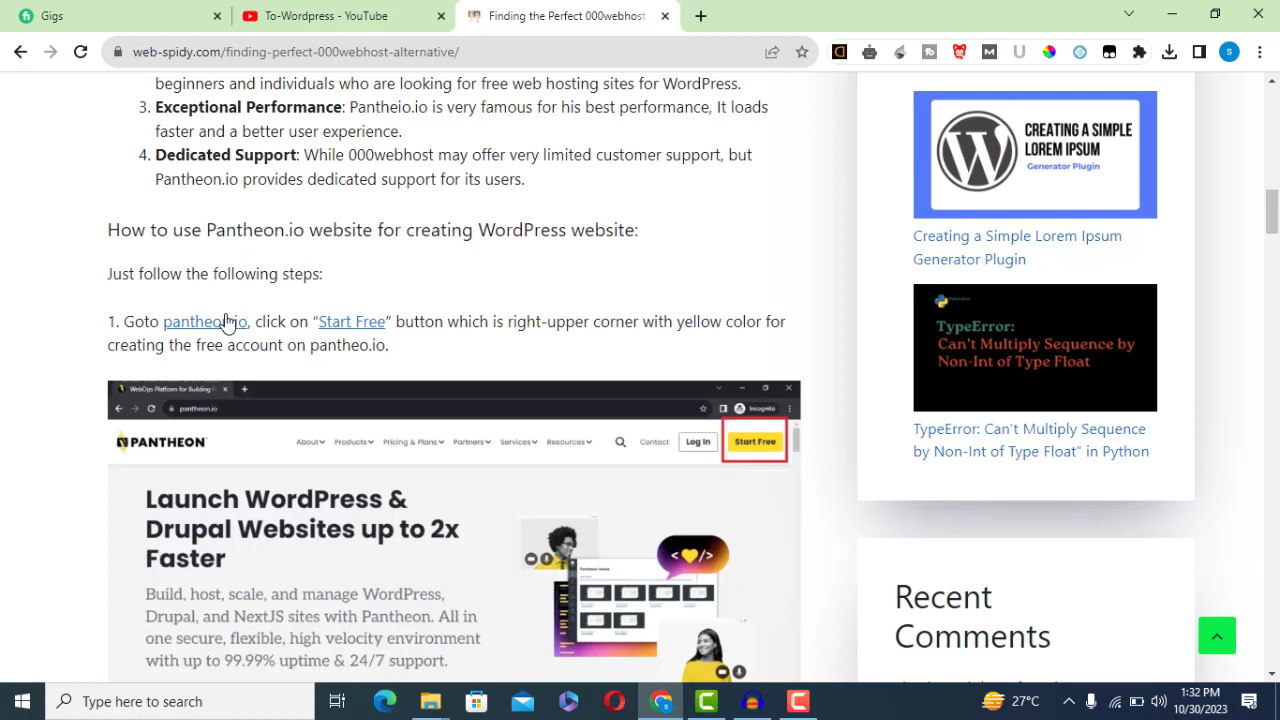 Gigs
To-WordPress - YouTube
Finding the Perfect 000webhost
web-spidy.com/finding-perfect-000webhost-alternative/
beginners and individuals who are looking for free web hosting sites for WordPress.
3. Exceptional Performance: Pantheio.io is very famous for his best performance, It loads
faster and a better user experience.
4. Dedicated Support: While 000webhost may offer very limited customer support, but
Pantheon.io provides dedicated support for its users.
How to use Pantheon.io website for creating WordPress website:
Just follow the following steps:
1. Goto pantheo.io, click on “Start Free” button which is right-upper corner with yellow color for
creating the free account on pantheo.io.
WebOps Platform for Building
pantheon.io
Incognito
PANTHEON
About Products Pricing & Plans Partners Services Resources Contact Log In Start Free
Launch WordPress &
Drupal Websites up to 2x
Faster
Build, host, scale, and manage WordPress,
Drupal, and NextJS sites with Pantheon. All in
one secure, flexible, high velocity environment
with up to 99.99% uptime & 24/7 support.
CREATING A SIMPLE
LOREM IPSUM
Generator Plugin
Creating a Simple Lorem Ipsum
Generator Plugin
TypeError:
Can't Multiply Sequence by
Non-Int of Type Float
TypeError: Can’t Multiply Sequence
by Non-Int of Type Float” in Python
Recent
Comments
Type here to search
27°C
1:32 PM
10/30/2023